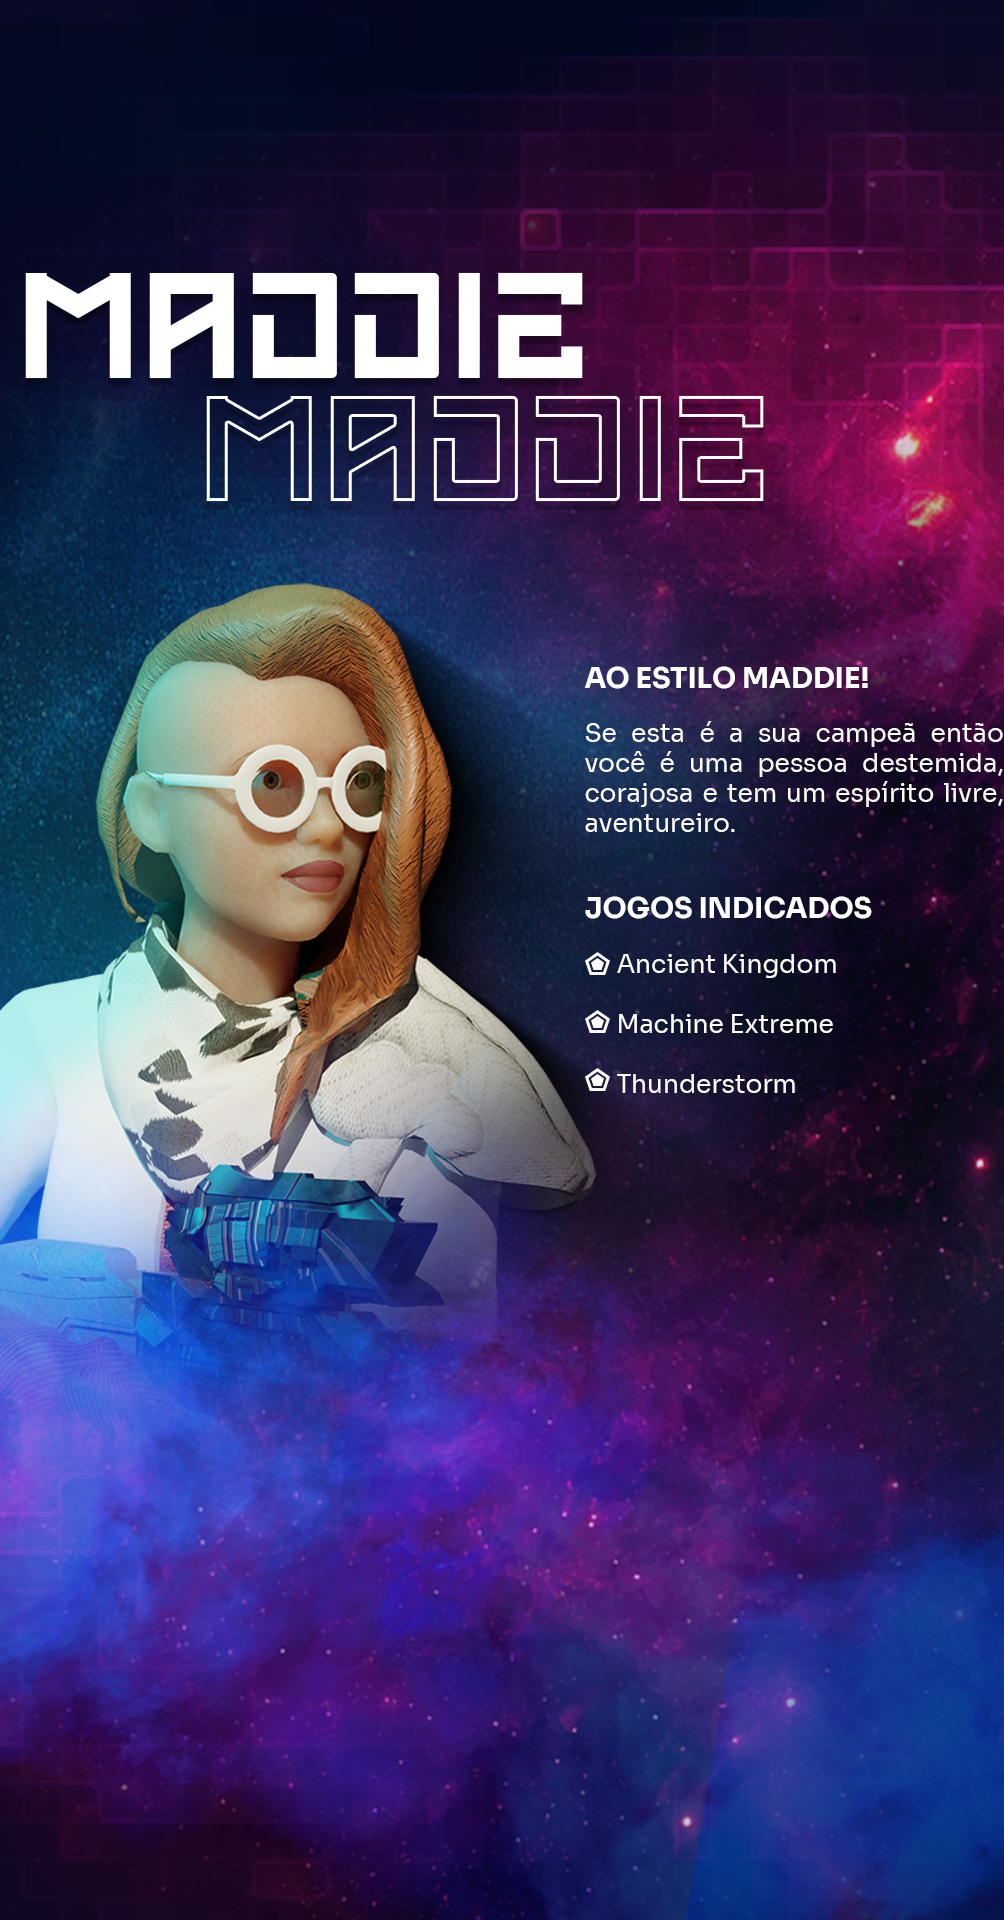 MADDIE
MADDIE
AO ESTILO MADDIE!
Se esta é a sua campeã então
você é uma pessoa destemida,
corajosa e tem um espírito livre,
aventureiro.
JOGOS INDICADOS
Ancient Kingdom
Machine Extreme
Thunderstorm